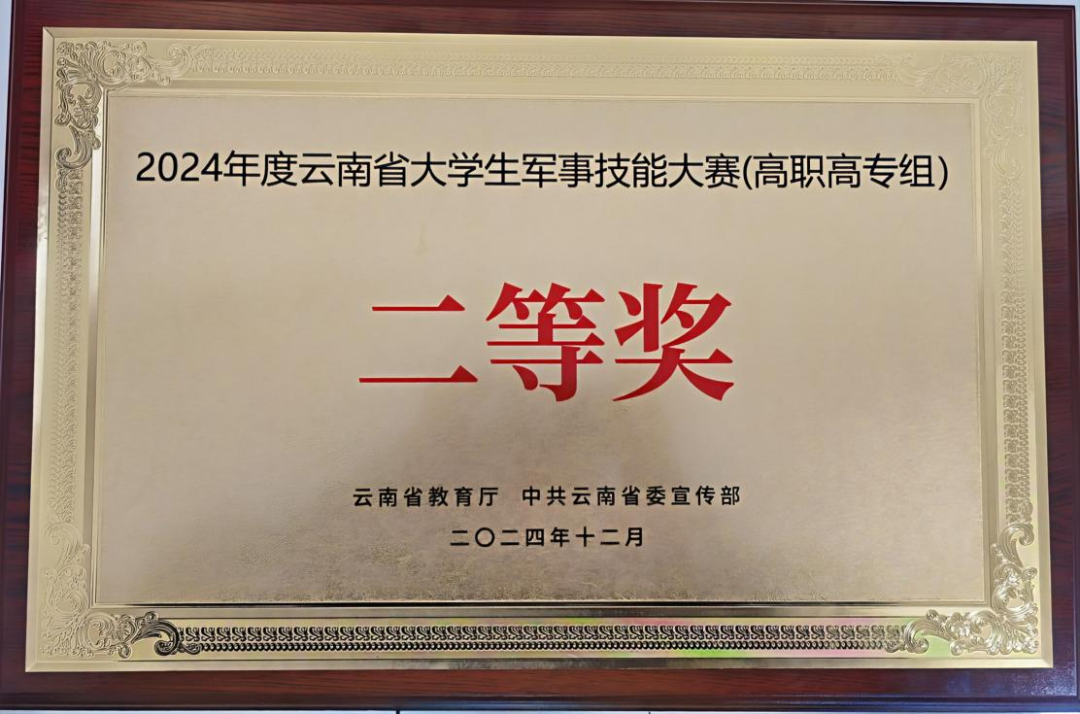 2024年度云南省大学生军事技能大赛(高职高专组)
二等奖
云南省教育厅 中共云南省委宣传部
二〇二四年十二月